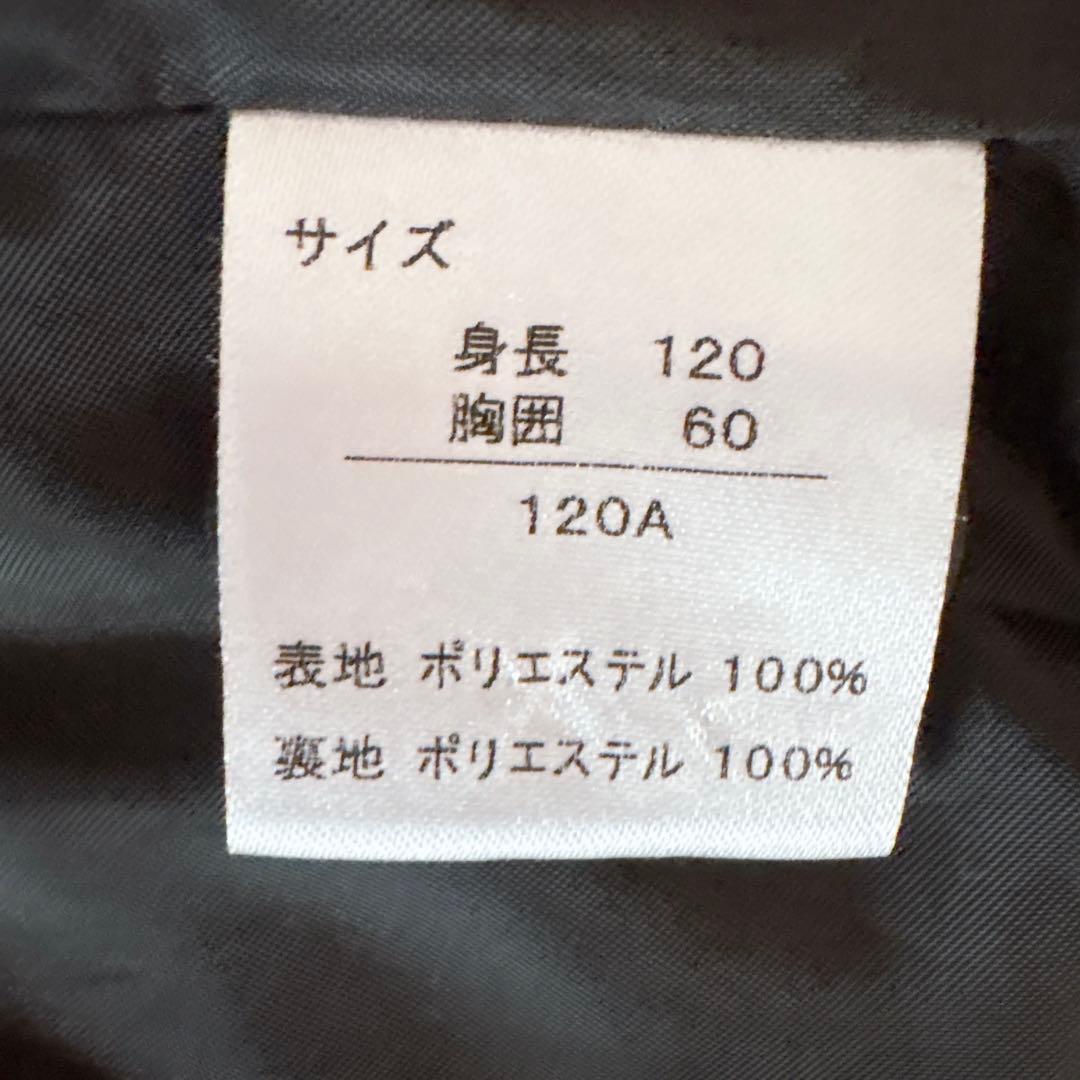 サイズ
身長 120
胸囲 60
120A
表地 ポリエステル 100%
裏地 ポリエステル 100%